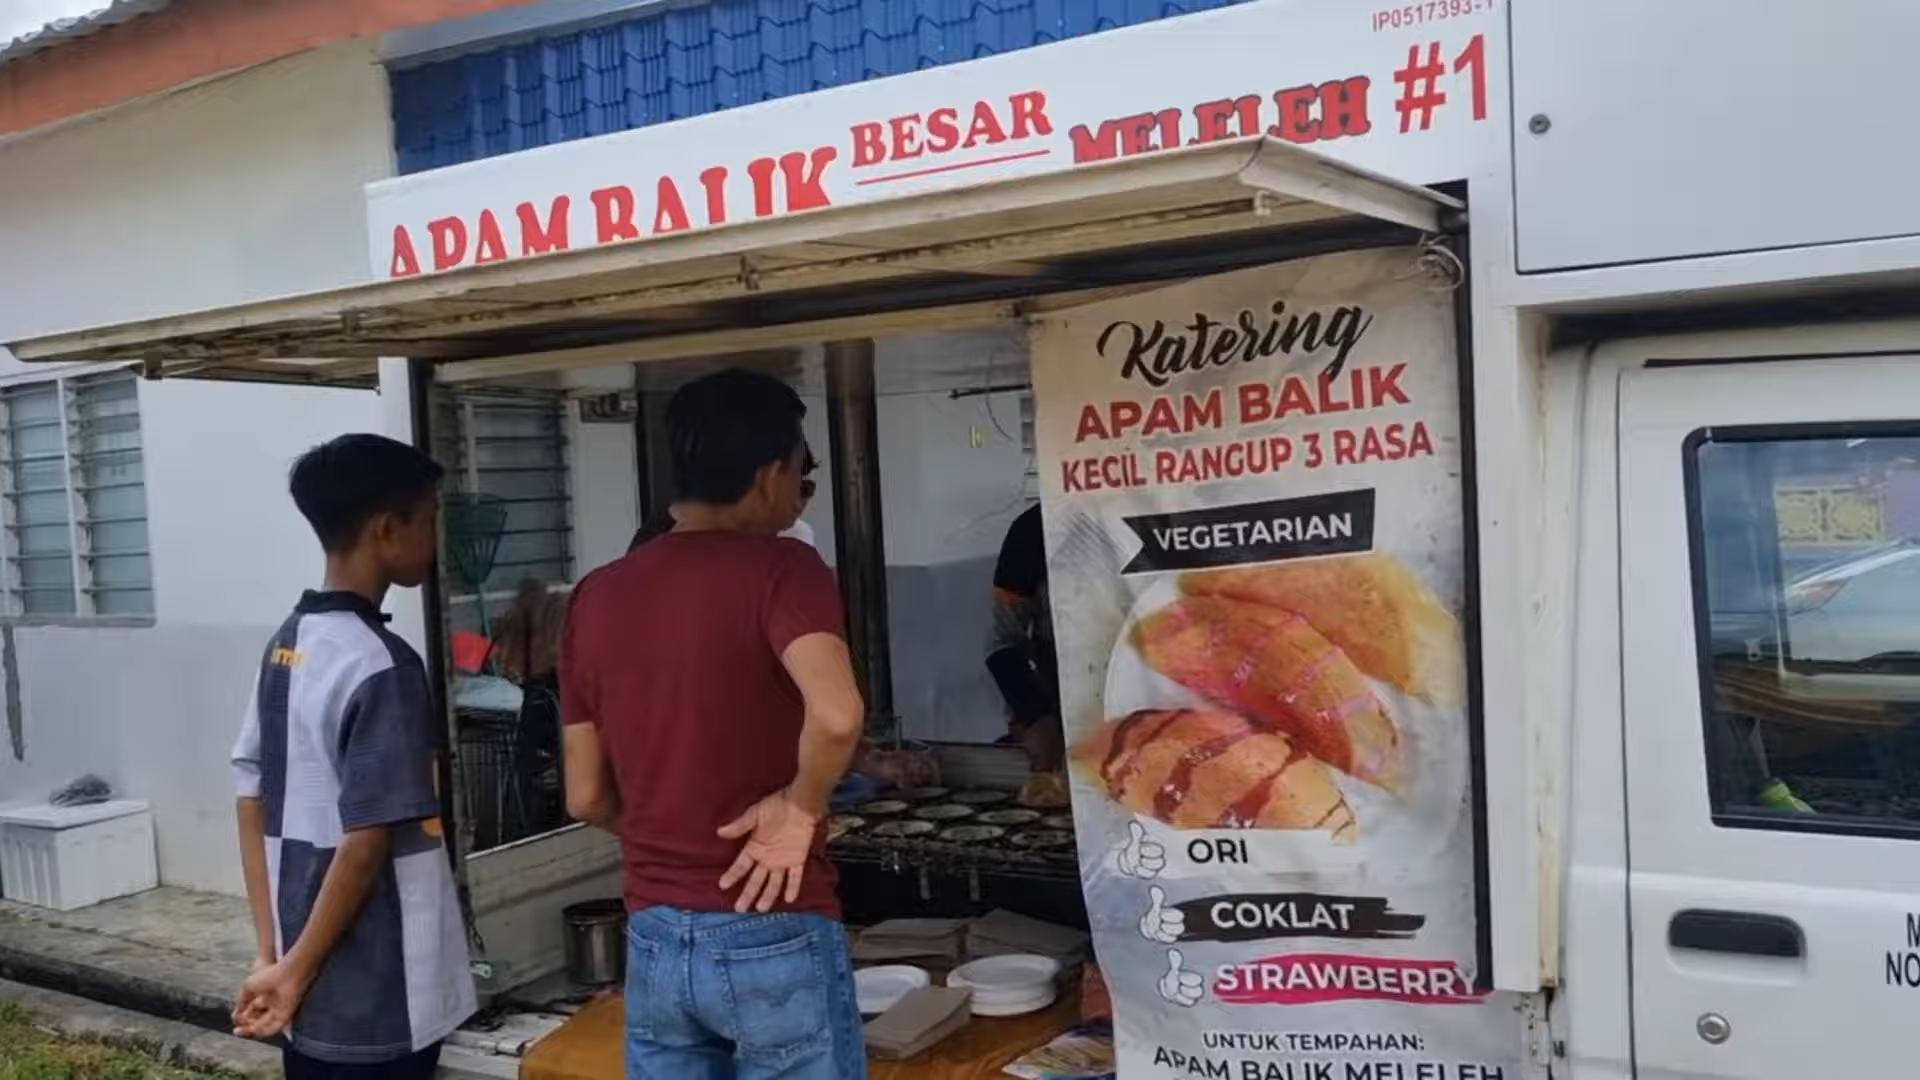 IP0517393-1
APAM BALIK BESAR MELELEH #1
Katering
APAM BALIK
KECIL RANGUP 3 RASA
VEGETARIAN
ORI
COKLAT
STRAWBERRY
UNTUK TEMPAHAN:
APAM BALIK MELELEH